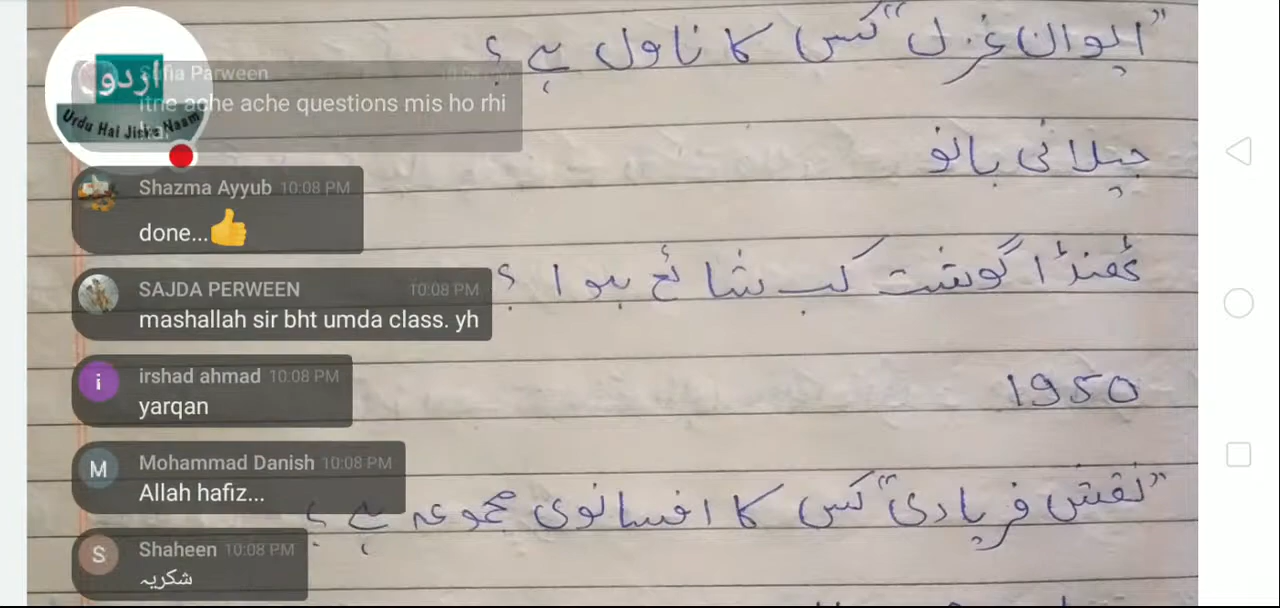 "ایوان غزل" کس کا ناول ہے ؟
جیلانی بانو
ٹھنڈا گوشت کب شائع ہوا ؟
1950
"نقش فریادی" کس کا افسانوی مجموعہ ہے ؟
اردو
Urdu Hai Jiska Naam
Parween
itne ache ache questions mis ho rhi
Shazma Ayyub 10:08 PM
done...👍
SAJDA PERWEEN 10:08 PM
mashallah sir bht umda class. yh
i
irshad ahmad 10:08 PM
yarqan
M
Mohammad Danish 10:08 PM
Allah hafiz...
S
Shaheen 10:08 PM
شکریہ